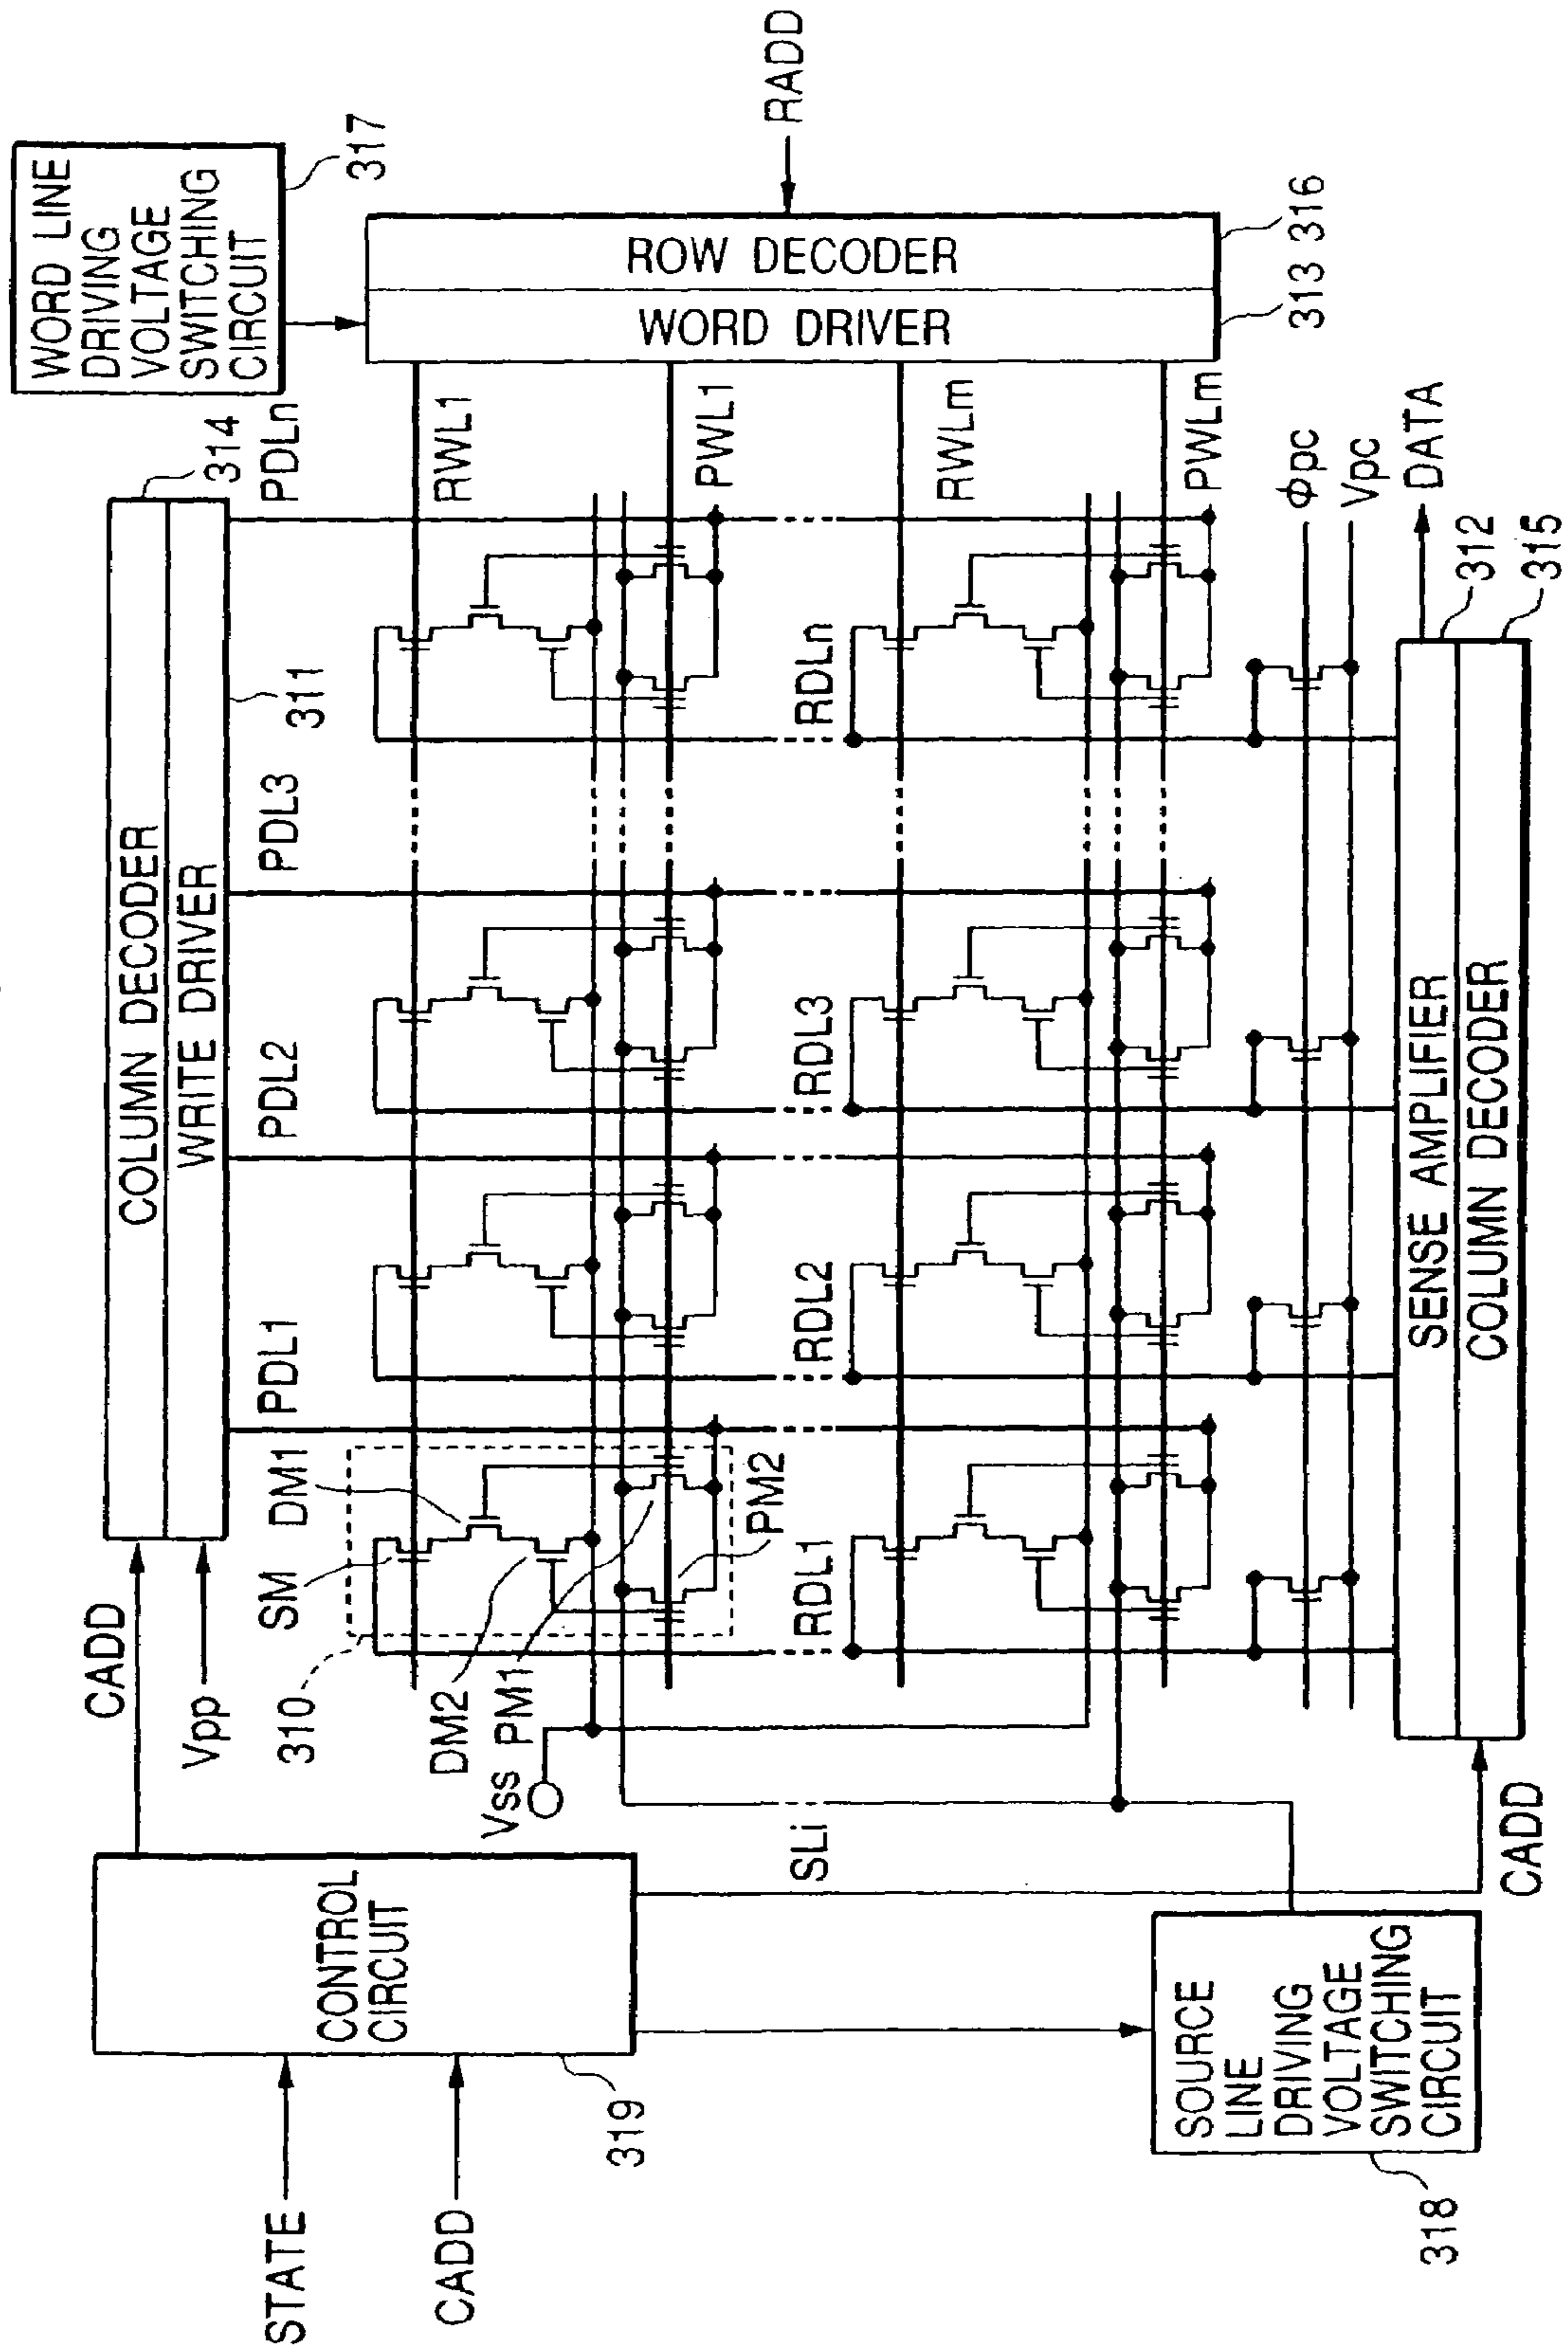 STATE
CADD
CONTROL
CIRCUIT
319
CADD
Vpp
COLUMN DECODER
WRITE DRIVER
314
311
WORD LINE
DRIVING
VOLTAGE
SWITCHING
CIRCUIT
317
PDL1
PDL2
PDL3
PDLn
310
SM
DM1
DM2
PM1
PM2
Vss
SLi
RWL1
PWL1
RWLm
PWLm
RDL1
RDL2
RDL3
RDLn
WORD DRIVER
ROW DECODER
313
316
RADD
Φpc
Vpc
DATA
SENSE AMPLIFIER
COLUMN DECODER
312
315
CADD
SOURCE
LINE
DRIVING
VOLTAGE
SWITCHING
CIRCUIT
318